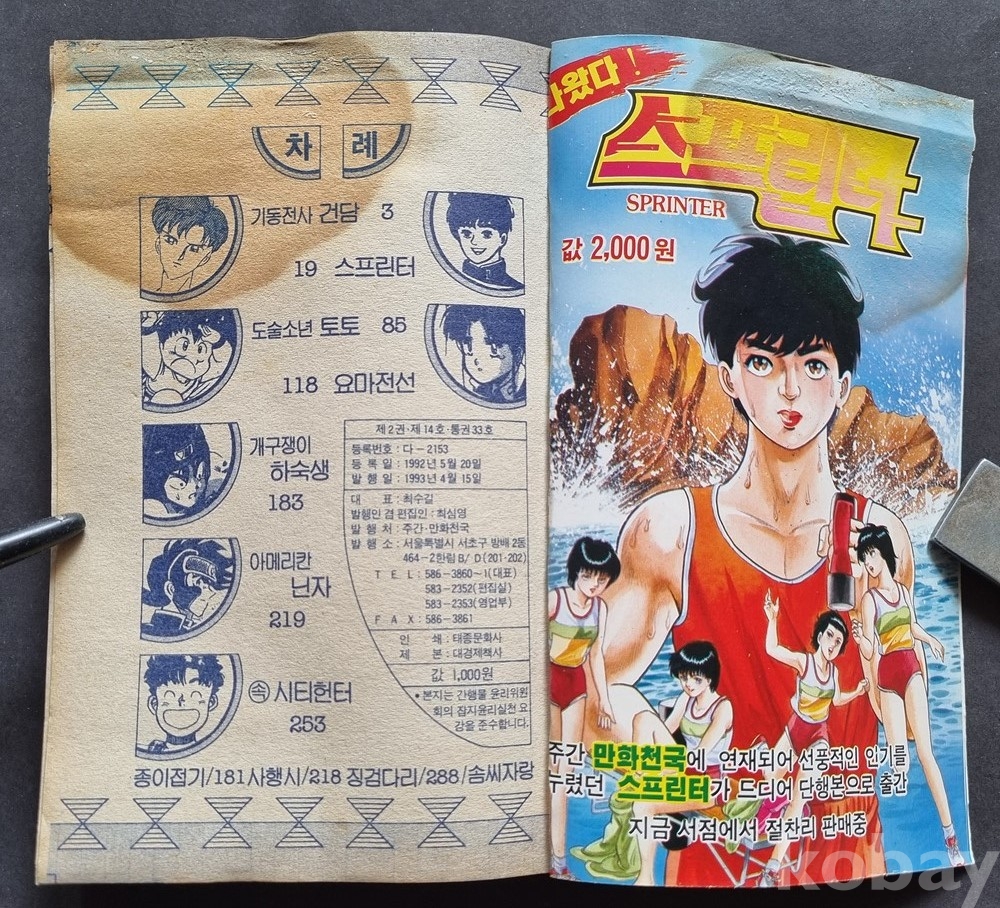 차 례
기동전사 건담 3
19 스프린터
도술소년 토토 85
118 요마전선
개구쟁이
하숙생
183
아메리칸
닌자
219
㊙ 시티헌터
253
제2권·제14호·통권33호
등록번호 : 다-2153
등 록 일 : 1992년 5월 20일
발 행 일 : 1993년 4월 15일
대 표 : 최수길
발행인 겸 편집인 : 최심영
발 행 처 : 주간·만화천국
발 행 소 : 서울특별시 서초구 방배 2동
464-2한림B/D(201·202)
T E L : 586-3860~1(대표)
583-2352(편집실)
583-2353(영업부)
F A X : 586-3861
인 쇄 : 태종문화사
제 본 : 대경제책사
값 1,000원
• 본지는 간행물 윤리위원
회의 잡지윤리실천 요
강을 준수합니다.
종이접기/181 사행시/218 징검다리/288/솜씨자랑
나왔다!
스프린터
SPRINTER
값 2,000원
주간 만화천국에 연재되어 선풍적인 인기를
누렸던 스프린터가 드디어 단행본으로 출간
지금 서점에서 절찬리 판매중
kobay